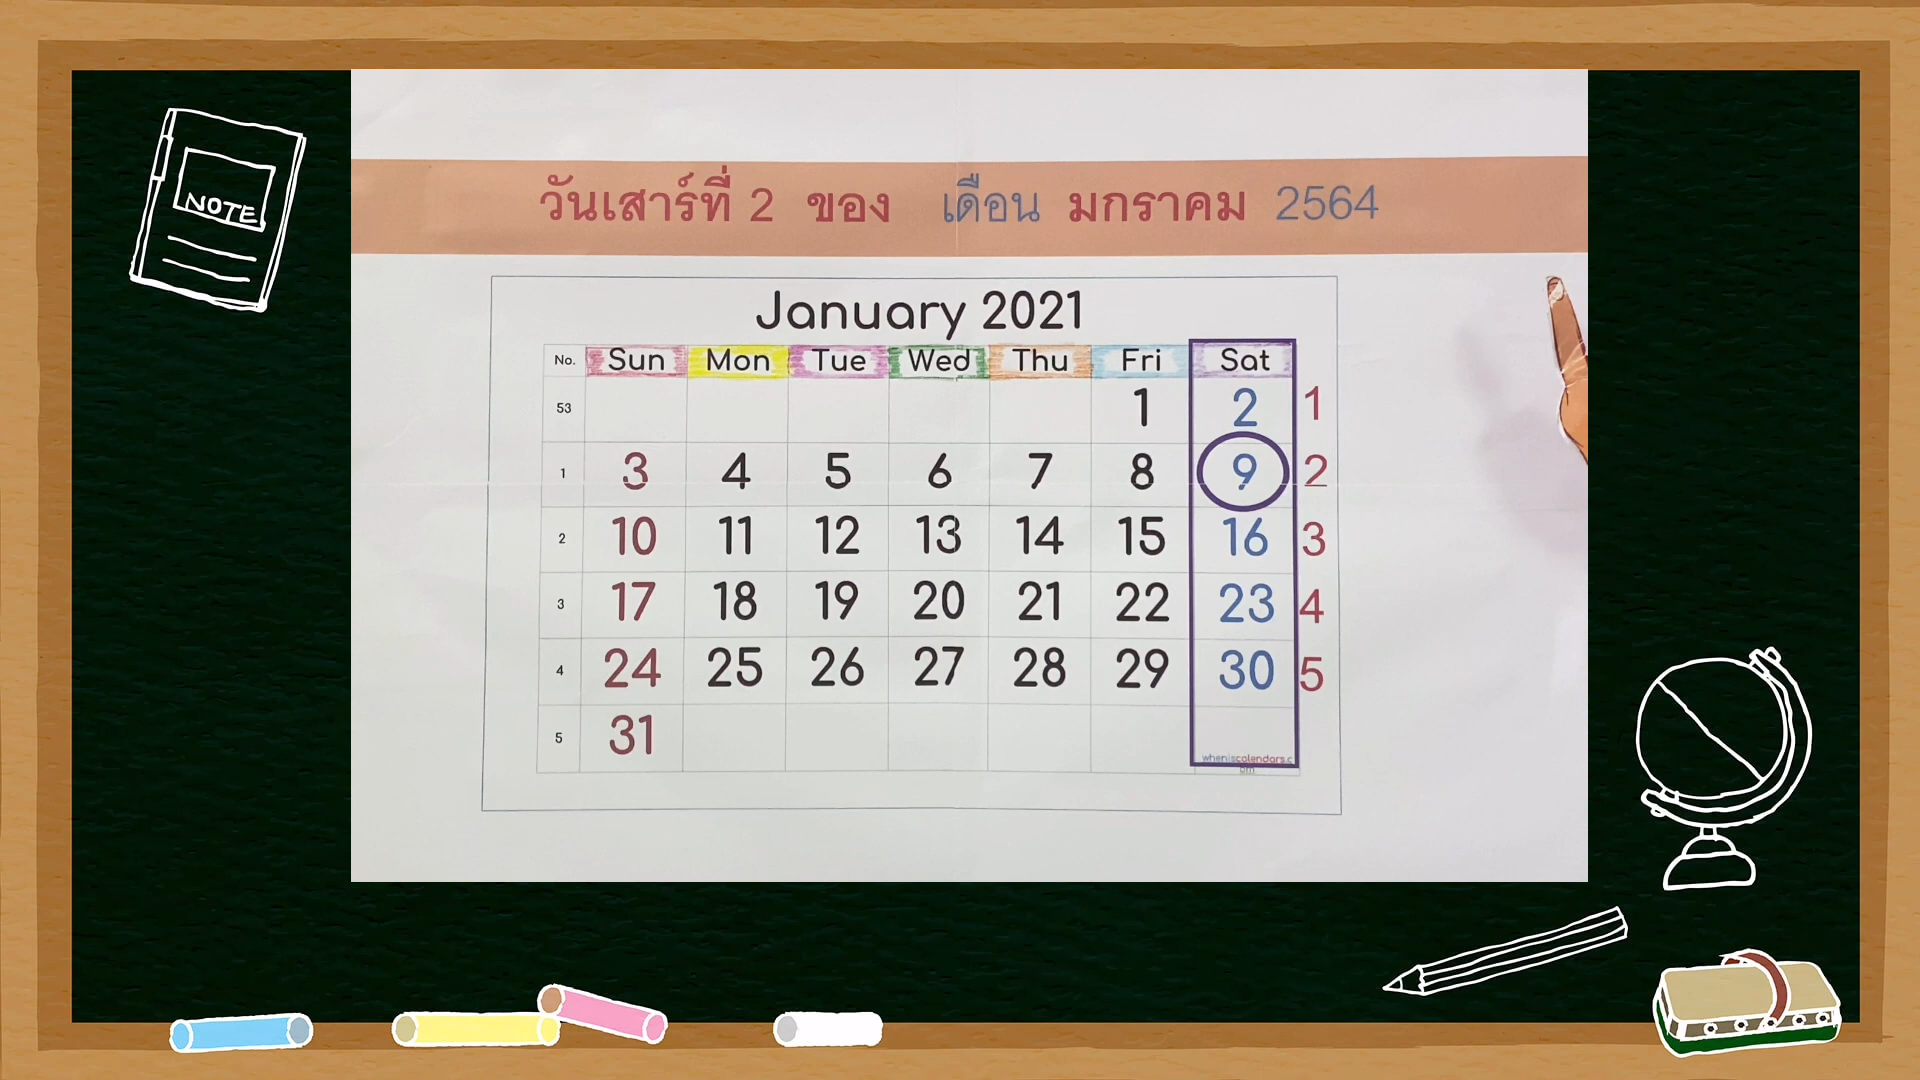 NOTE
วันเสาร์ที่ 2 ของ เดือน มกราคม 2564
January 2021
No. Sun Mon Tue Wed Thu Fri Sat
53 1 2 1
1 3 4 5 6 7 8 9 2
2 10 11 12 13 14 15 16 3
3 17 18 19 20 21 22 23 4
4 24 25 26 27 28 29 30 5
5 31
wheniscalendars.c
om